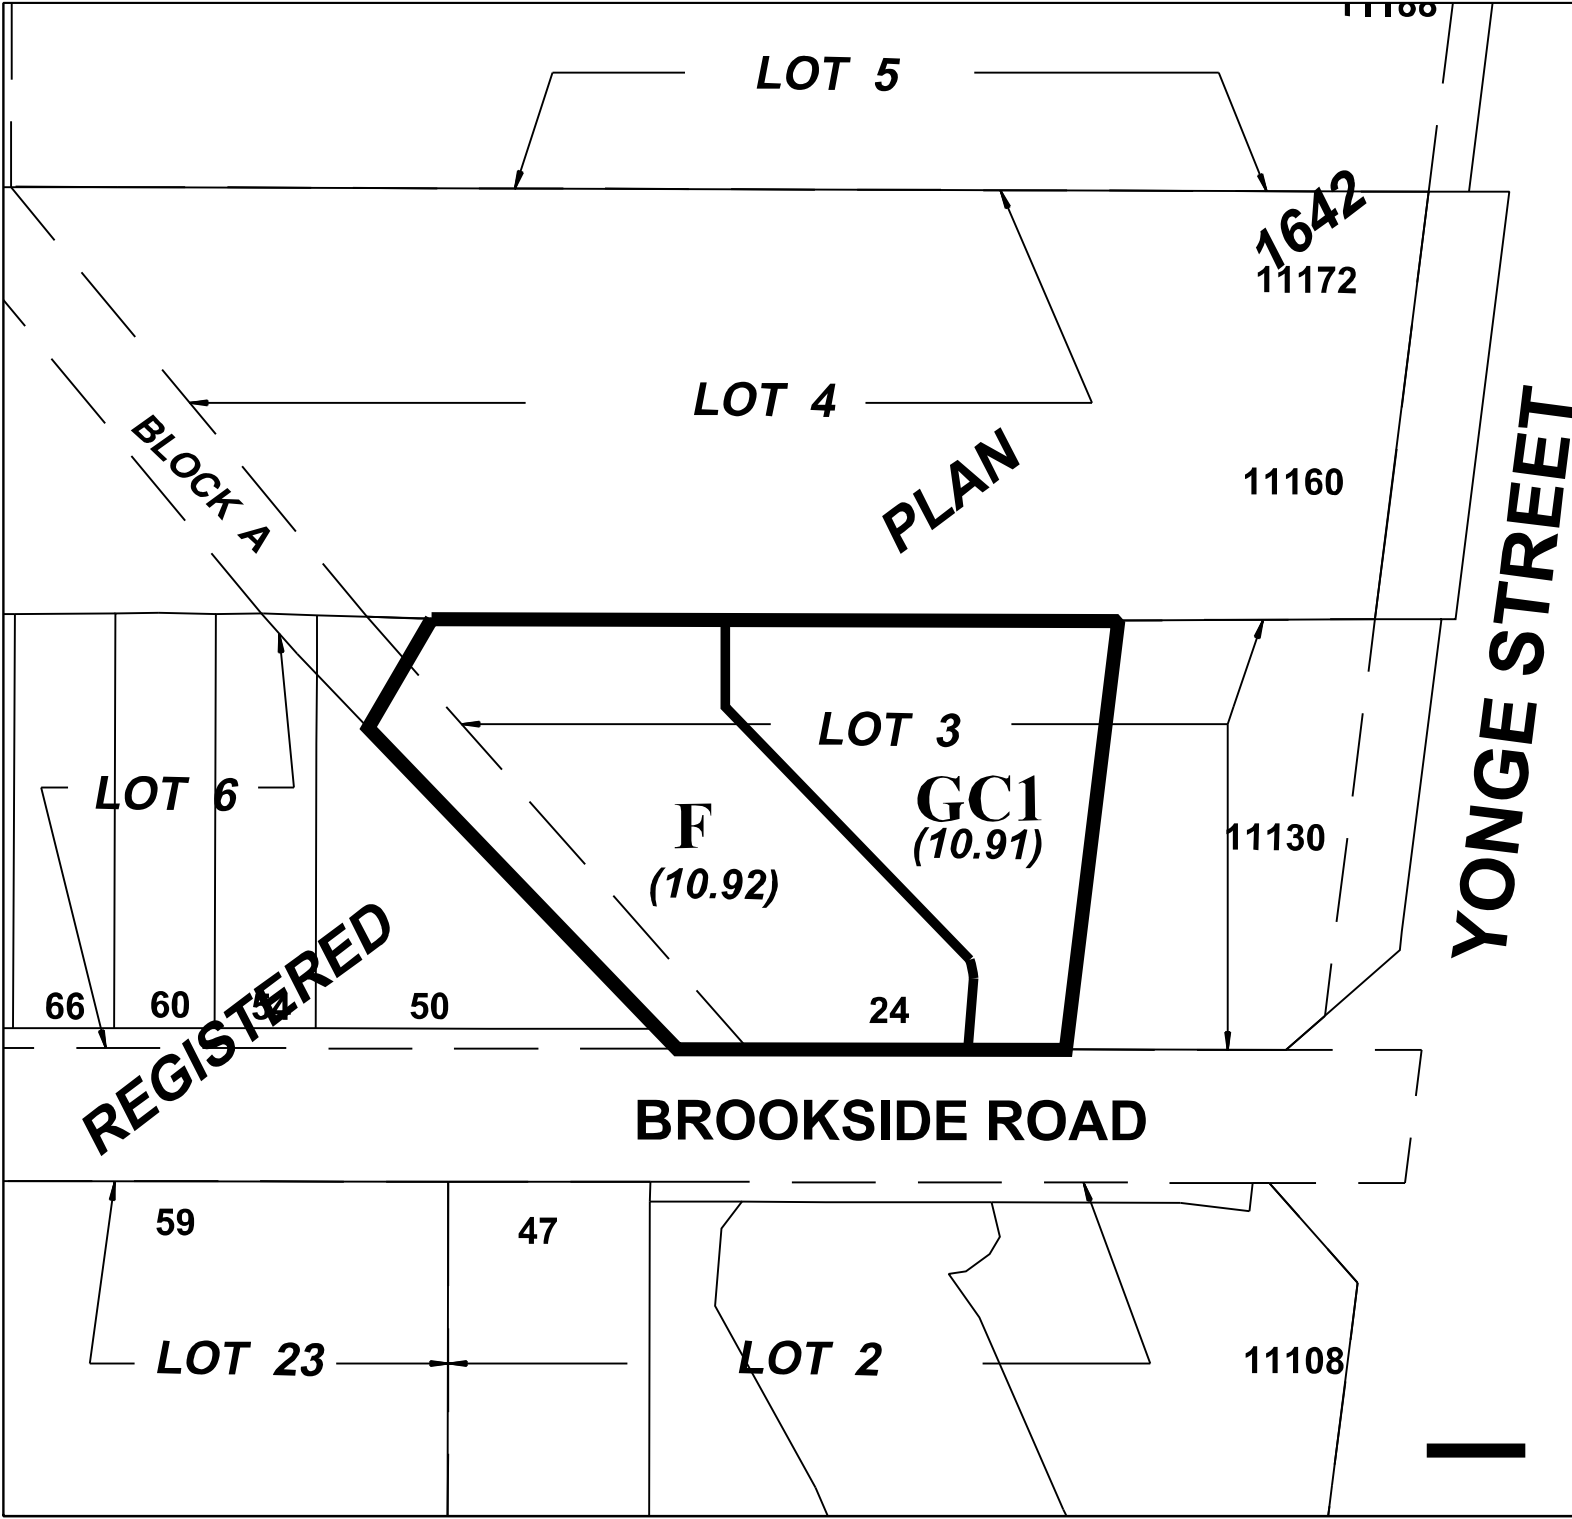 LOT 5
1642
11172
LOT 4
BLOCK A
PLAN
11160
YONGE STREET
LOT 3
LOT 6
GC1
(10.91)
F
(10.92)
11130
REGISTERED
66
60
50
24
BROOKSIDE ROAD
59
47
LOT 23
LOT 2
11108